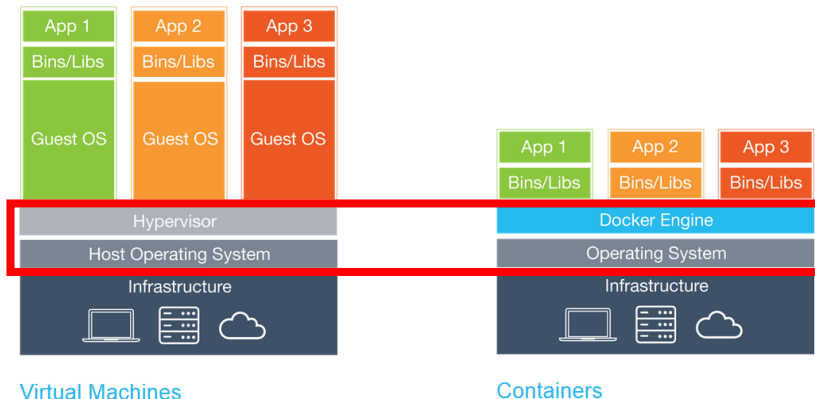 App 1 App 2 App 3
Bins/Libs Bins/Libs Bins/Libs
Guest OS Guest OS Guest OS
Hypervisor
Host Operating System
Infrastructure
Virtual Machines
App 1 App 2 App 3
Bins/Libs Bins/Libs Bins/Libs
Docker Engine
Operating System
Infrastructure
Containers